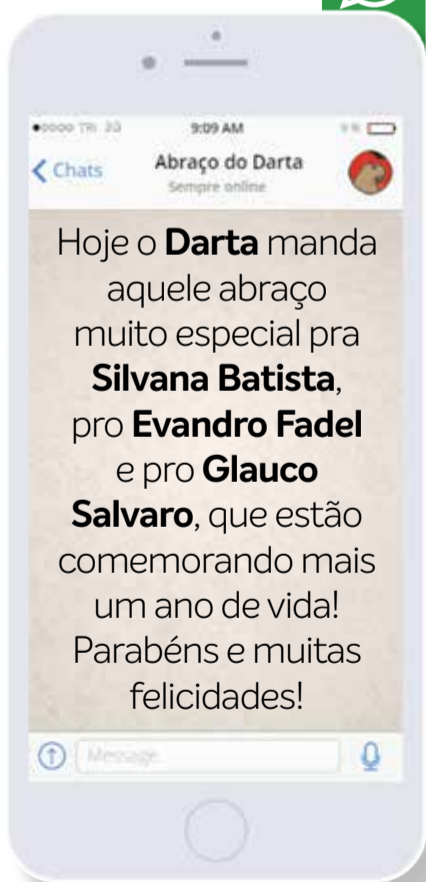 9:09 AM
Chats
Abraço do Darta
Sempre online
Hoje o Darta manda
aquele abraço
muito especial pra
Silvana Batista,
pro Evandro Fadel
e pro Glauco
Salvaro, que estão
comemorando mais
um ano de vida!
Parabéns e muitas
felicidades!
Message